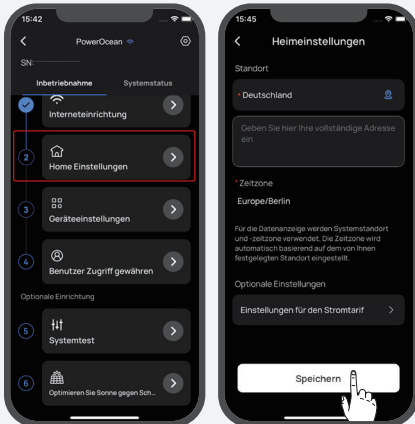 15:42
PowerOcean
SN:
Inbetriebnahme
Systemstatus
Interneteinrichtung
2
Home Einstellungen
3
Geräteeinstellungen
4
Benutzer Zugriff gewähren
Optionale Einrichtung
5
Systemtest
6
Optimieren Sie Sonne gegen Sch...
15:45
Heimeinstellungen
Standort
* Deutschland
Geben Sie hier Ihre vollständige Adresse
ein
* Zeitzone
Europe/Berlin
Für die Datenanzeige werden Systemstandort
und -zeitzone verwendet. Die Zeitzone wird
automatisch basierend auf dem von Ihnen
festgelegten Standort eingestellt.
Optionale Einstellungen
Einstellungen für den Stromtarif
Speichern